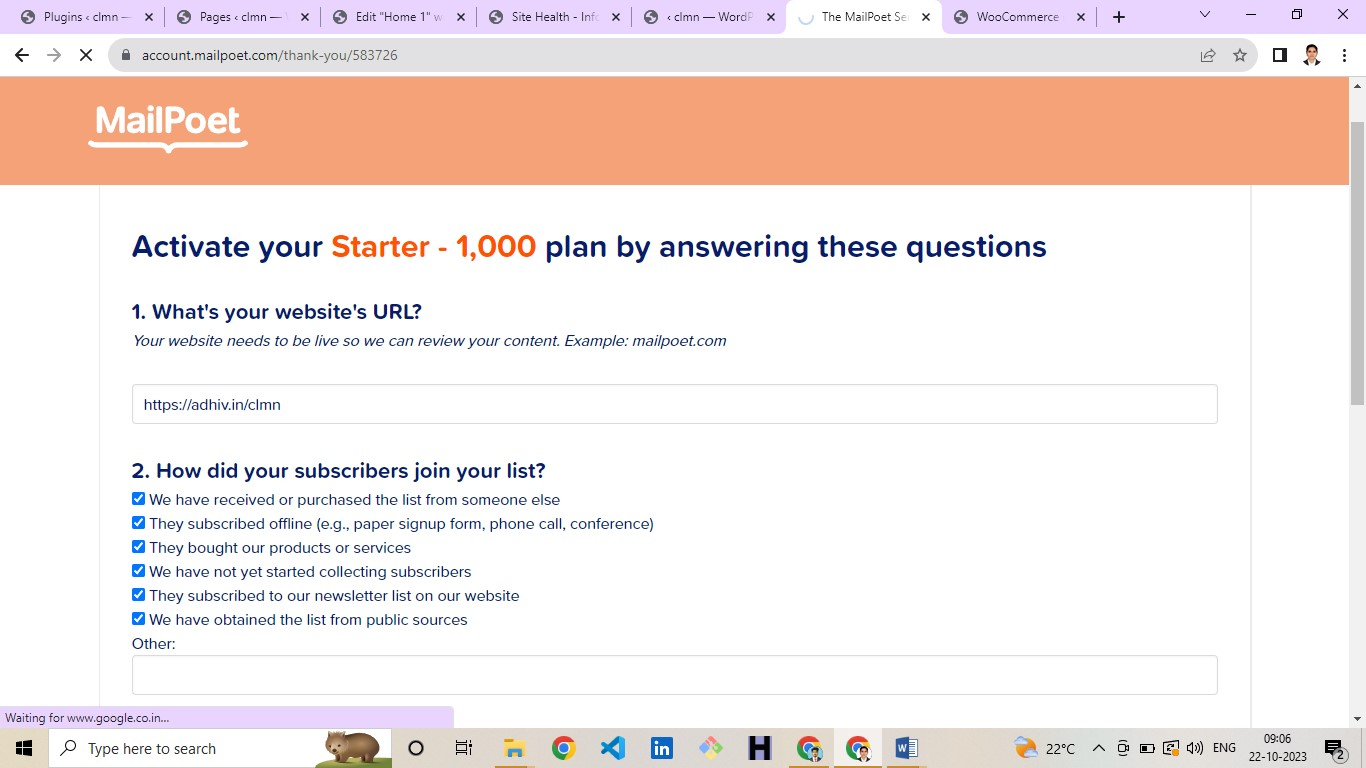 Plugins ‹ clmn —
Pages ‹ clmn —
Edit "Home 1" w
Site Health - Info
‹ clmn — WordP
The MailPoet Se
WooCommerce
account.mailpoet.com/thank-you/583726
MailPoet
Activate your Starter - 1,000 plan by answering these questions
1. What's your website's URL?
Your website needs to be live so we can review your content. Example: mailpoet.com
https://adhiv.in/clmn
2. How did your subscribers join your list?
We have received or purchased the list from someone else
They subscribed offline (e.g., paper signup form, phone call, conference)
They bought our products or services
We have not yet started collecting subscribers
They subscribed to our newsletter list on our website
We have obtained the list from public sources
Other:
Waiting for www.google.co.in...
Type here to search
22°C
ENG
09:06
22-10-2023
2